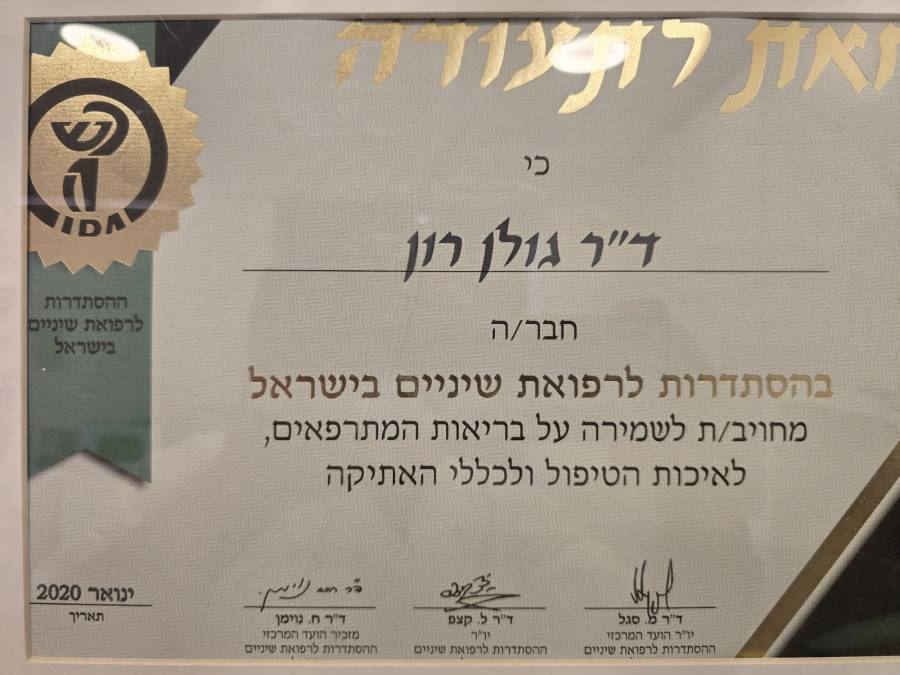 זאת לתעודה
IDA
ההסתדרות
לרפואת שיניים
בישראל
כי
ד"ר גולן רון
חבר/ה
בהסתדרות לרפואת שיניים בישראל
מחויב/ת לשמירה על בריאות המתרפאים,
לאיכות הטיפול ולכללי האתיקה
ד"ר מ. סגל
יו"ר הועד המרכזי
ההסתדרות לרפואת שיניים
ד"ר ל. קצפ
יו"ר
ההסתדרות לרפואת שיניים
ד"ר ח. נוימן
מזכיר הועד המרכזי
ההסתדרות לרפואת שיניים
ינואר 2020
תאריך